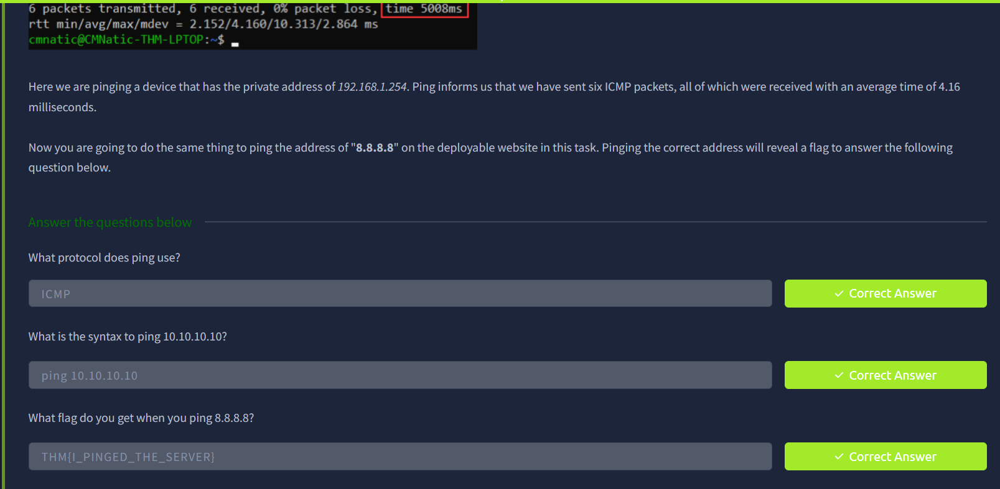 6 packets transmitted, 6 received, 0% packet loss, time 5008ms
rtt min/avg/max/mdev = 2.152/4.160/10.313/2.864 ms
cmnatic@CMNatic-THM-LPTOP:~$
Here we are pinging a device that has the private address of 192.168.1.254. Ping informs us that we have sent six ICMP packets, all of which were received with an average time of 4.16
milliseconds.
Now you are going to do the same thing to ping the address of "8.8.8.8" on the deployable website in this task. Pinging the correct address will reveal a flag to answer the following
question below.
Answer the questions below
What protocol does ping use?
ICMP
✓ Correct Answer
What is the syntax to ping 10.10.10.10?
ping 10.10.10.10
✓ Correct Answer
What flag do you get when you ping 8.8.8.8?
THM{I_PINGED_THE_SERVER}
✓ Correct Answer